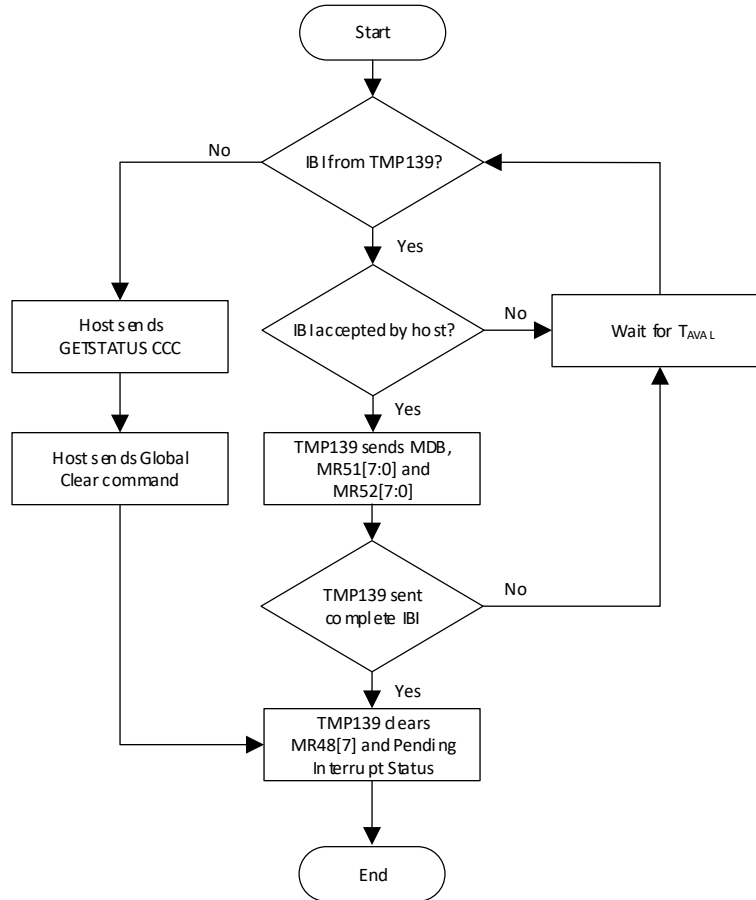 Start
IBI from TMP139?
No
Yes
IBI accepted by host?
No
Wait for TAVAL
Host sends
GETSTATUS CCC
Yes
TMP139 sends MDB,
MR51[7:0] and
MR52[7:0]
Host sends Global
Clear command
TMP139 sent
complete IBI
No
Yes
TMP139 clears
MR48[7] and Pending
Interrupt Status
End